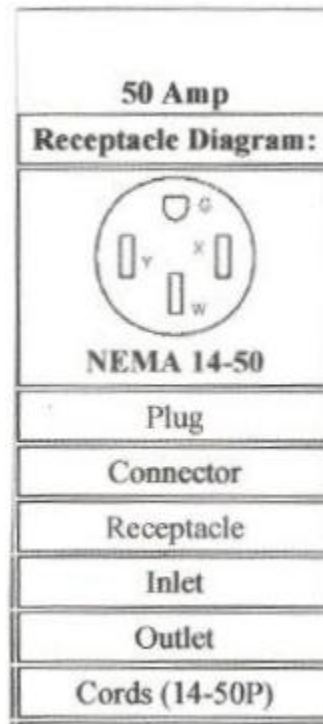 50 Amp
Receptacle Diagram:
G
Y X
W
NEMA 14-50
Plug
Connector
Receptacle
Inlet
Outlet
Cords (14-50P)